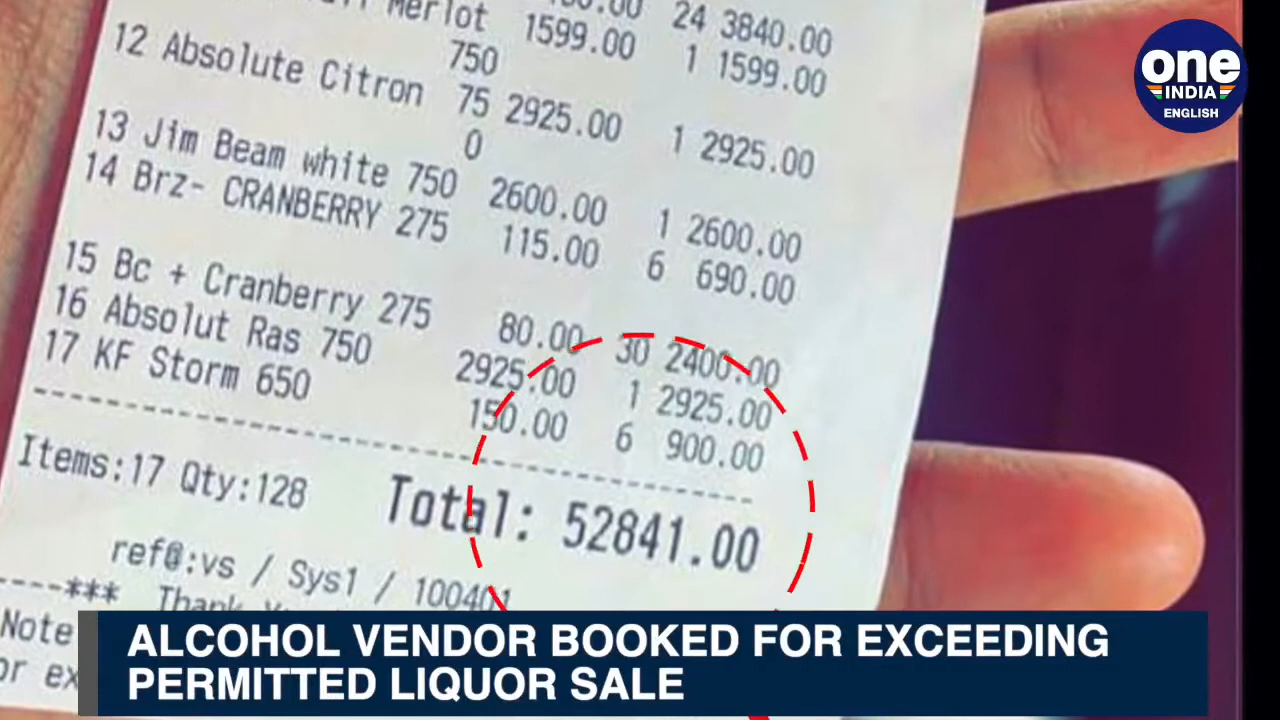 Merlot 1599.00 24 3840.00
750 1 1599.00
12 Absolute Citron 75 2925.00 1 2925.00
0
13 Jim Beam white 750 2600.00 1 2600.00
14 Brz- CRANBERRY 275 115.00 6 690.00
15 Bc + Cranberry 275 80.00 30 2400.00
16 Absolut Ras 750 2925.00 1 2925.00
17 KF Storm 650 150.00 6 900.00
Items:17 Qty:128 Total: 52841.00
ref@:vs / Sys1 / 100401
----*** Thank
Note
or ex
one
INDIA
ENGLISH
ALCOHOL VENDOR BOOKED FOR EXCEEDING
PERMITTED LIQUOR SALE